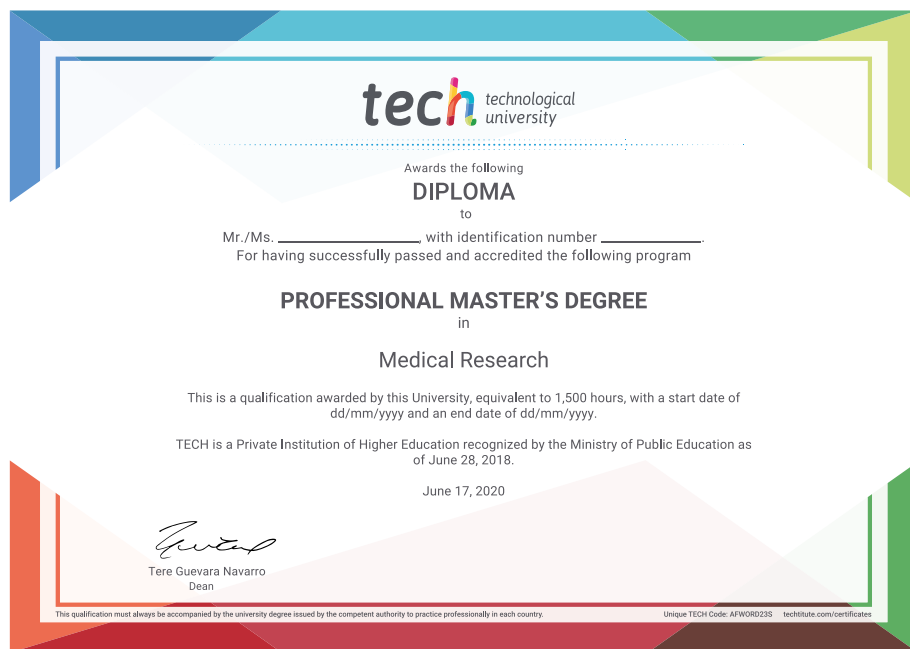 tech technological
university
Awards the following
DIPLOMA
to
Mr./Ms. ________________, with identification number ____________.
For having successfully passed and accredited the following program
PROFESSIONAL MASTER'S DEGREE
in
Medical Research
This is a qualification awarded by this University, equivalent to 1,500 hours, with a start date of
dd/mm/yyyy and an end date of dd/mm/yyyy.
TECH is a Private Institution of Higher Education recognized by the Ministry of Public Education as
of June 28, 2018.
June 17, 2020
Tere Guevara Navarro
Dean
This qualification must always be accompanied by the university degree issued by the competent authority to practice professionally in each country.
Unique TECH Code: AFWORD23S techtitute.com/certificates